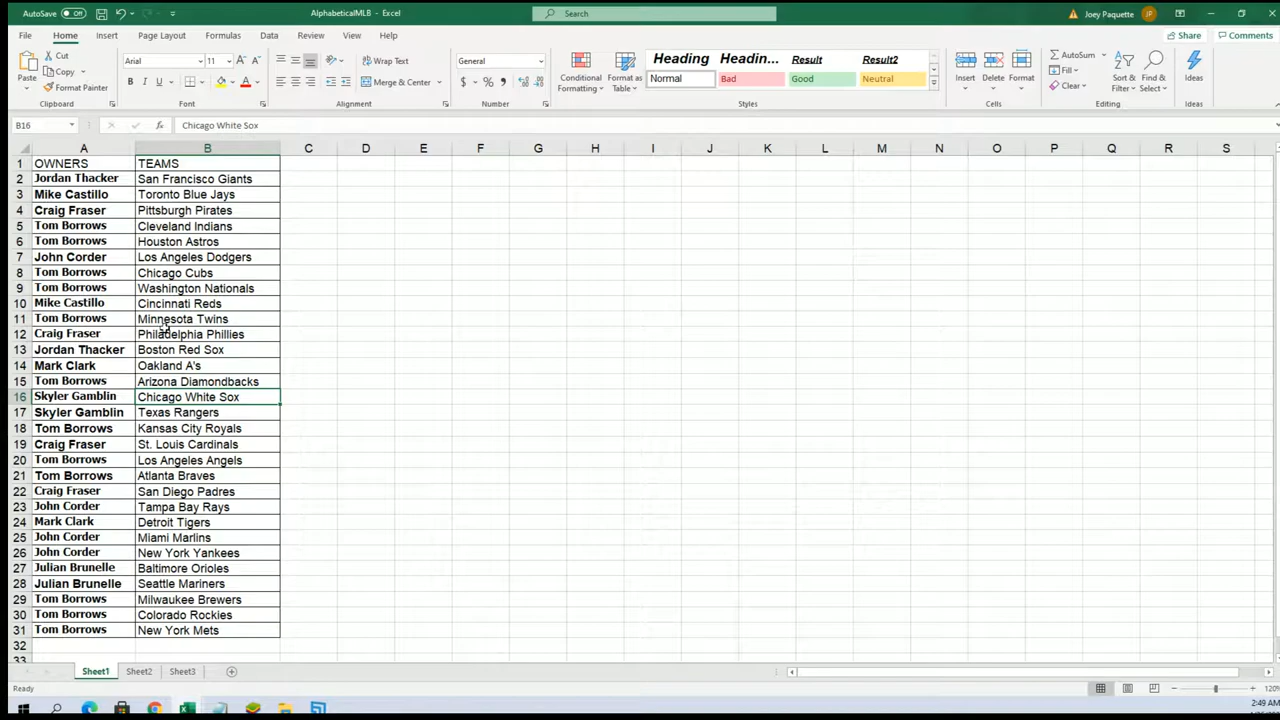 AutoSave Off AlphabeticalMLB - Excel Search Joey Paquette JP
File Home Insert Page Layout Formulas Data Review View Help Share Comments
Paste Cut Copy Format Painter Clipboard
Arial 11 B I U Font
Wrap Text Merge & Center Alignment
General $ % Number
Conditional Formatting Format as Table
Heading Headin... Result Result2
Normal Bad Good Neutral
Styles
Insert Delete Format Cells
AutoSum Fill Clear Sort & Filter Find & Select Editing
Ideas Ideas
B16 fx Chicago White Sox
A B C D E F G H I J K L M N O P Q R S
1 OWNERS TEAMS
2 Jordan Thacker San Francisco Giants
3 Mike Castillo Toronto Blue Jays
4 Craig Fraser Pittsburgh Pirates
5 Tom Borrows Cleveland Indians
6 Tom Borrows Houston Astros
7 John Corder Los Angeles Dodgers
8 Tom Borrows Chicago Cubs
9 Tom Borrows Washington Nationals
10 Mike Castillo Cincinnati Reds
11 Tom Borrows Minnesota Twins
12 Craig Fraser Philadelphia Phillies
13 Jordan Thacker Boston Red Sox
14 Mark Clark Oakland A's
15 Tom Borrows Arizona Diamondbacks
16 Skyler Gamblin Chicago White Sox
17 Skyler Gamblin Texas Rangers
18 Tom Borrows Kansas City Royals
19 Craig Fraser St. Louis Cardinals
20 Tom Borrows Los Angeles Angels
21 Tom Borrows Atlanta Braves
22 Craig Fraser San Diego Padres
23 John Corder Tampa Bay Rays
24 Mark Clark Detroit Tigers
25 John Corder Miami Marlins
26 John Corder New York Yankees
27 Julian Brunelle Baltimore Orioles
28 Julian Brunelle Seattle Mariners
29 Tom Borrows Milwaukee Brewers
30 Tom Borrows Colorado Rockies
31 Tom Borrows New York Mets
32
33
Sheet1 Sheet2 Sheet3
Ready 120%
2:49 AM